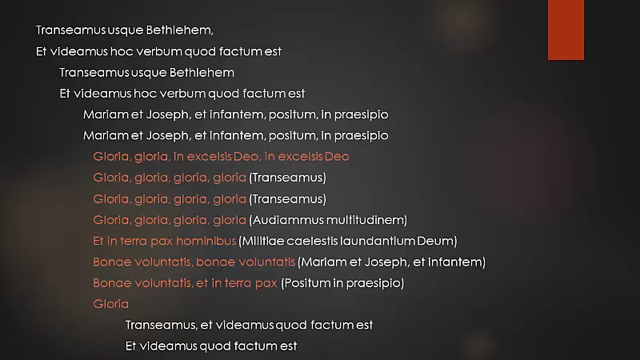 Transeamus usque Bethlehem,
Et videamus hoc verbum quod factum est
Transeamus usque Bethlehem
Et videamus hoc verbum quod factum est
Mariam et Joseph, et infantem, positum, in praesipio
Mariam et Joseph, et infantem, positum, in praesipio
Gloria, gloria, in excelsis Deo, in excelsis Deo
Gloria, gloria, gloria, gloria (Transeamus)
Gloria, gloria, gloria, gloria (Transeamus)
Gloria, gloria, gloria, gloria (Audiammus multitudinem)
Et in terra pax hominibus (Militiae caelestis laundantium Deum)
Bonae voluntatis, bonae voluntatis (Mariam et Joseph, et infantem)
Bonae voluntatis, et in terra pax (Positum in praesipio)
Gloria
Transeamus, et videamus quod factum est
Et videamus quod factum est